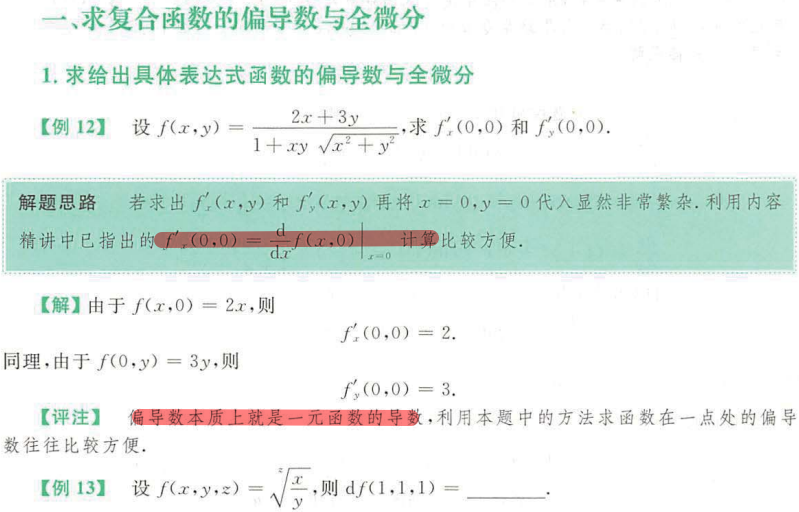 一、求复合函数的偏导数与全微分
1. 求给出具体表达式函数的偏导数与全微分
【例 12】 设 f(x,y) = \frac{2x+3y}{1+xy\sqrt{x^2+y^2}},求 f'_x(0,0) 和 f'_y(0,0).
解题思路 若求出 f'_x(x,y) 和 f'_y(x,y) 再将 x = 0,y = 0 代入显然非常繁杂. 利用内容
精讲中已指出的 f'_x(0,0) = \frac{d}{dx}f(x,0)|_{x=0} 计算比较方便.
【解】由于 f(x,0) = 2x,则
f'_x(0,0) = 2.
同理,由于 f(0,y) = 3y,则
f'_y(0,0) = 3.
【评注】 偏导数本质上就是一元函数的导数,利用本题中的方法求函数在一点处的偏导
数往往比较方便.
【例 13】 设 f(x,y,z) = \sqrt[z]{\frac{x}{y}},则 df(1,1,1) = ________.